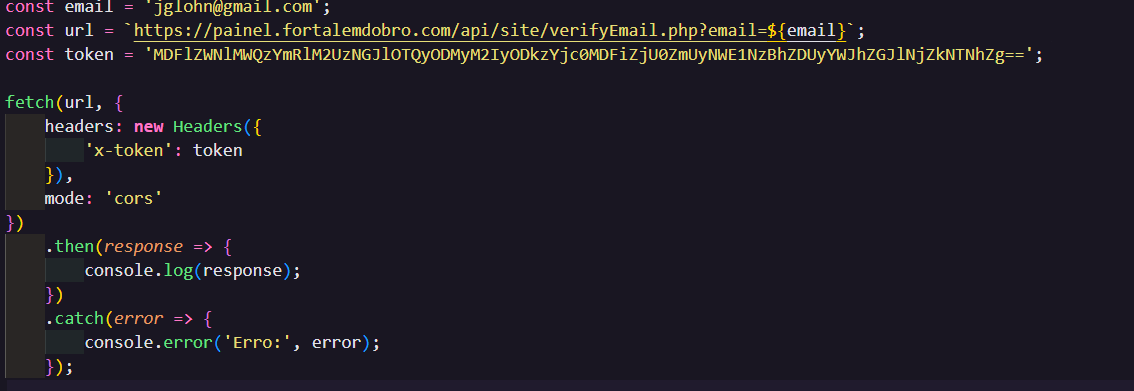 const email = 'jglohn@gmail.com';
const url = `https://painel.fortalemdobro.com/api/site/verifyEmail.php?email=${email}`;
const token = 'MDFlZWNlMWQzYmRlM2UzNGJlOTQyODMyM2IyODkzYjc0MDFiZjU0ZmUyNWE1NzBhZDUyYWJhZGJlNjZkNTNhZg==';
fetch(url, {
headers: new Headers({
'x-token': token
}),
mode: 'cors'
})
.then(response => {
console.log(response);
})
.catch(error => {
console.error('Erro:', error);
});